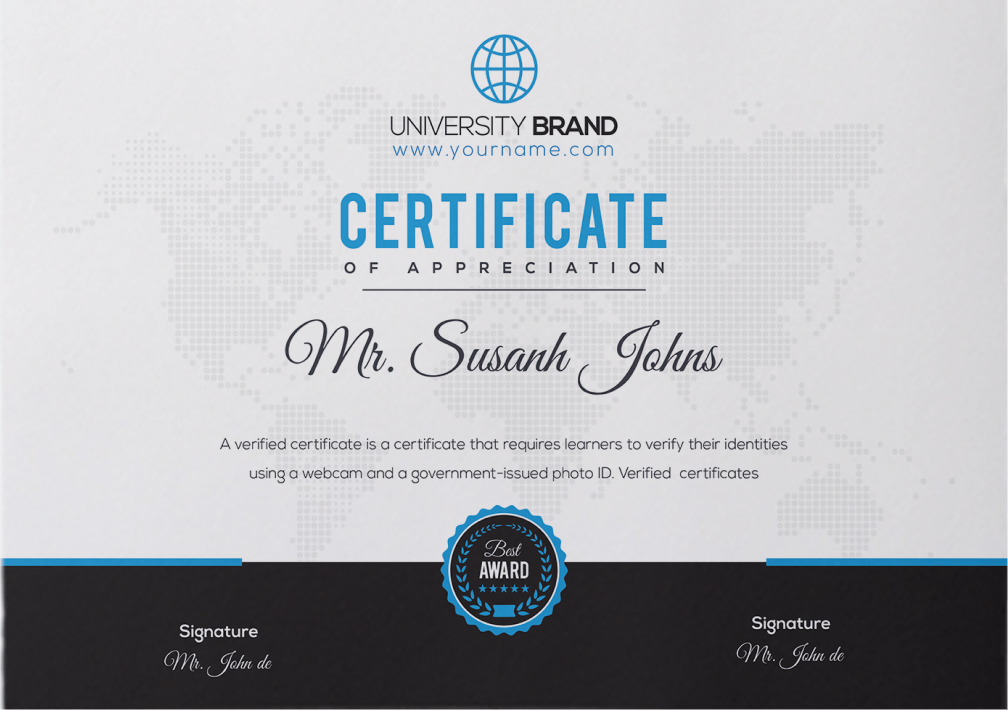 UNIVERSITY BRAND
www.yourname.com
CERTIFICATE
OF APPRECIATION
Mr. Susanh Johns
A verified certificate is a certificate that requires learners to verify their identities
using a webcam and a government-issued photo ID. Verified certificates
Best
AWARD
Signature
Mr. John de
Signature
Mr. John de